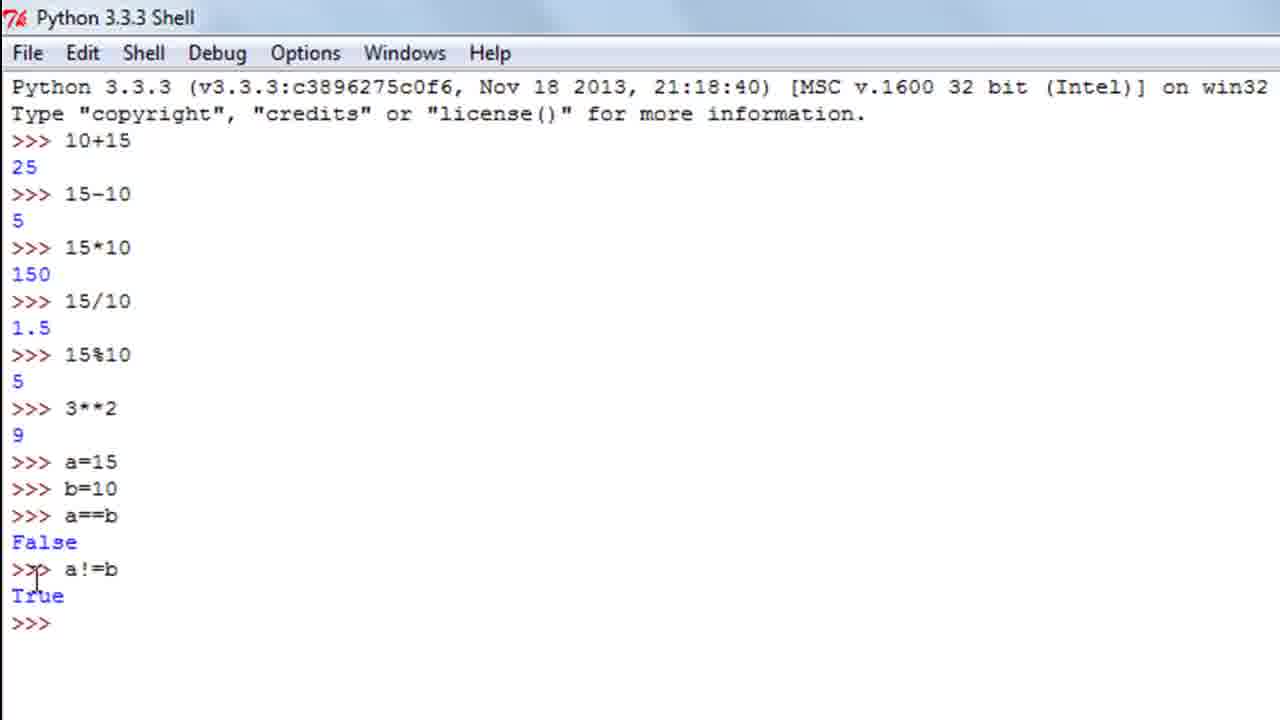 Python 3.3.3 Shell
File Edit Shell Debug Options Windows Help
Python 3.3.3 (v3.3.3:c3896275c0f6, Nov 18 2013, 21:18:40) [MSC v.1600 32 bit (Intel)] on win32
Type "copyright", "credits" or "license()" for more information.
>>> 10+15
25
>>> 15-10
5
>>> 15*10
150
>>> 15/10
1.5
>>> 15%10
5
>>> 3**2
9
>>> a=15
>>> b=10
>>> a==b
False
>>> a!=b
True
>>>